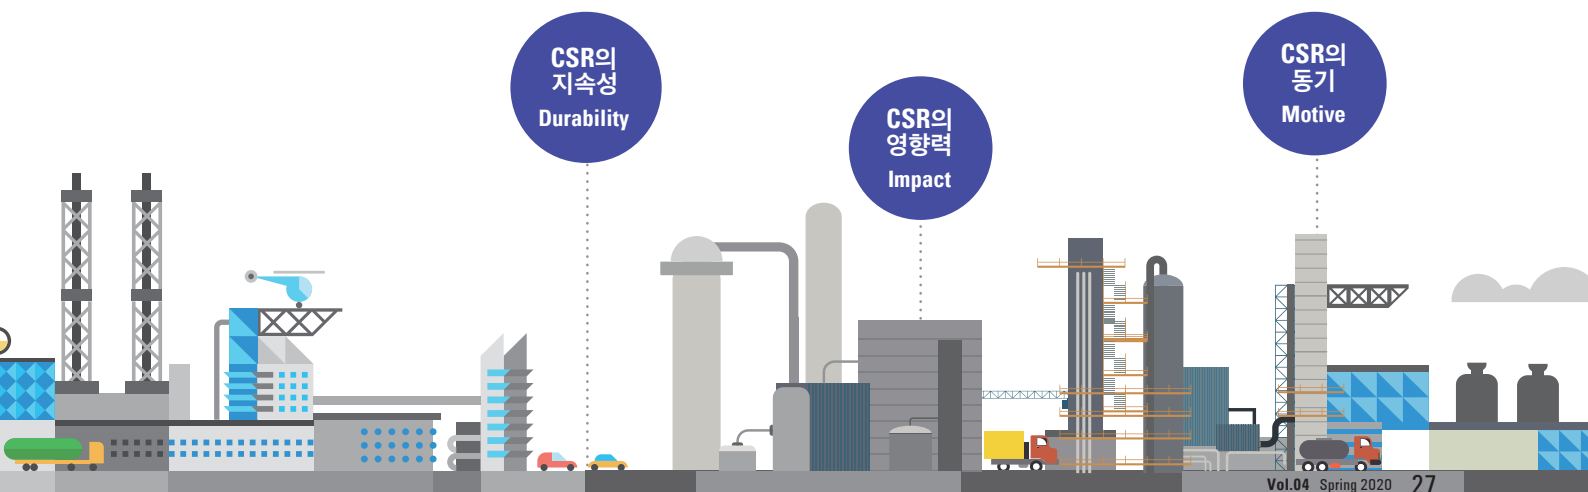 CSR의
지속성
Durability
CSR의
영향력
Impact
CSR의
동기
Motive
Vol.04 Spring 2020 27